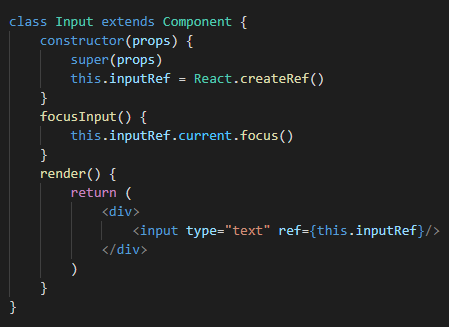 class Input extends Component {
    constructor(props) {
        super(props)
        this.inputRef = React.createRef()
    }
    focusInput() {
        this.inputRef.current.focus()
    }
    render() {
        return (
            <div>
                <input type="text" ref={this.inputRef}/>
            </div>
        )
    }
}